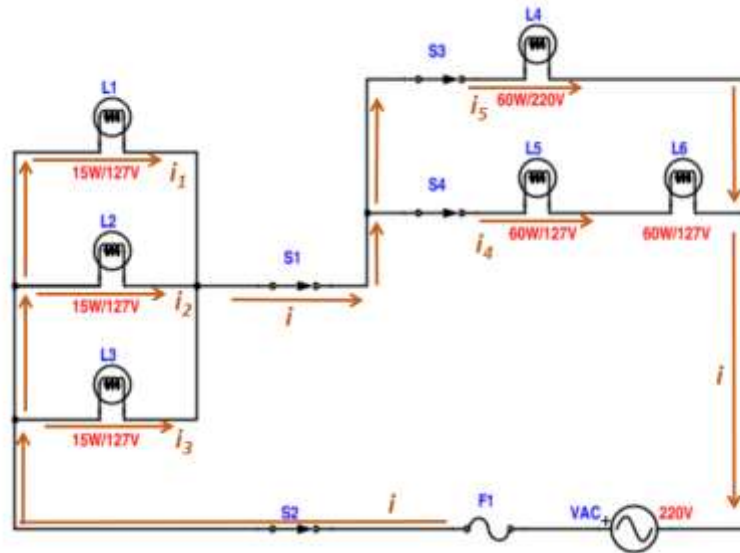 S3
L4
60W/220V
i5
L1
15W/127V
i1
L5
L6
S4
60W/127V
60W/127V
i4
L2
S1
15W/127V
i2
i
L3
15W/127V
i3
i
i
S2
F1
VAC
+
220V